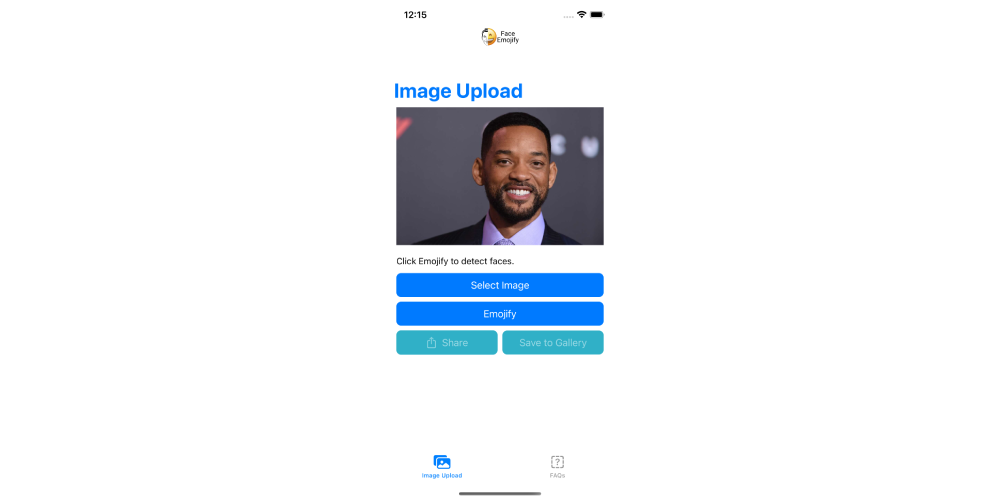 12:15
Face
Emojify
Image Upload
C U
Click Emojify to detect faces.
Select Image
Emojify
Share
Save to Gallery
Image Upload
FAQs